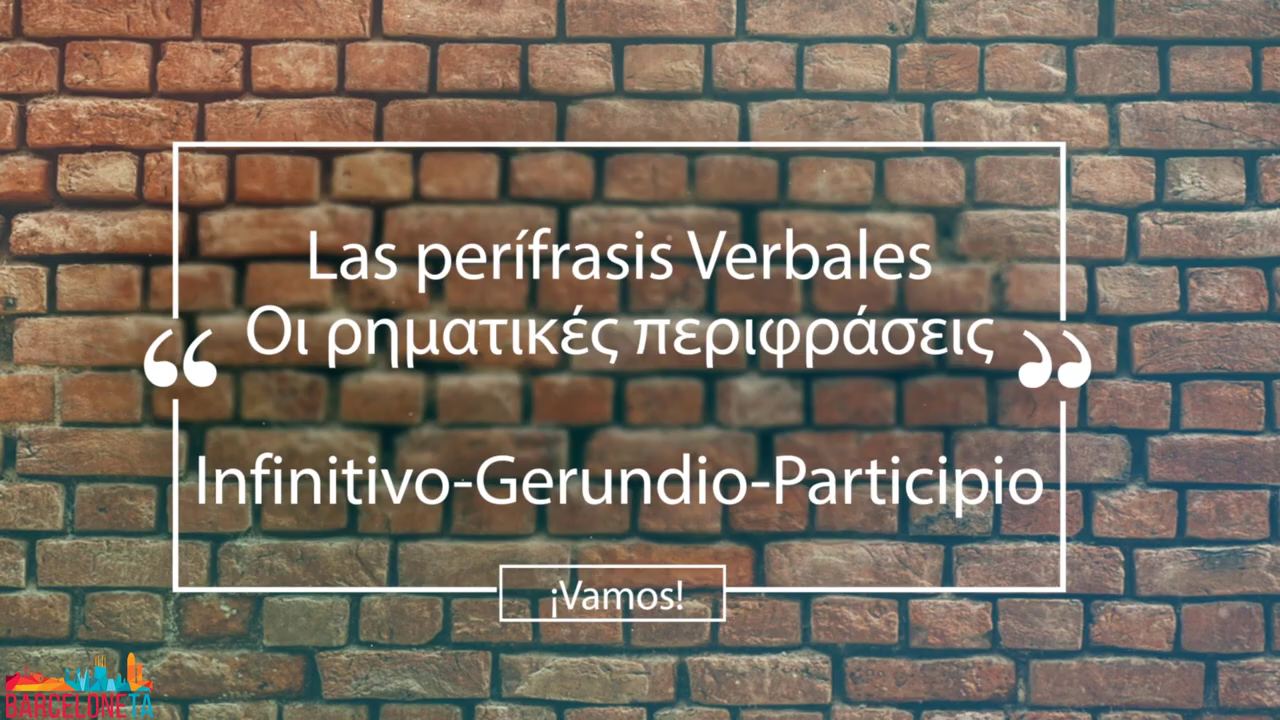 Las perífrasis Verbales
Οι ρηματικές περιφράσεις
“ ”
Infinitivo-Gerundio-Participio
¡Vamos!
BARCELONETA